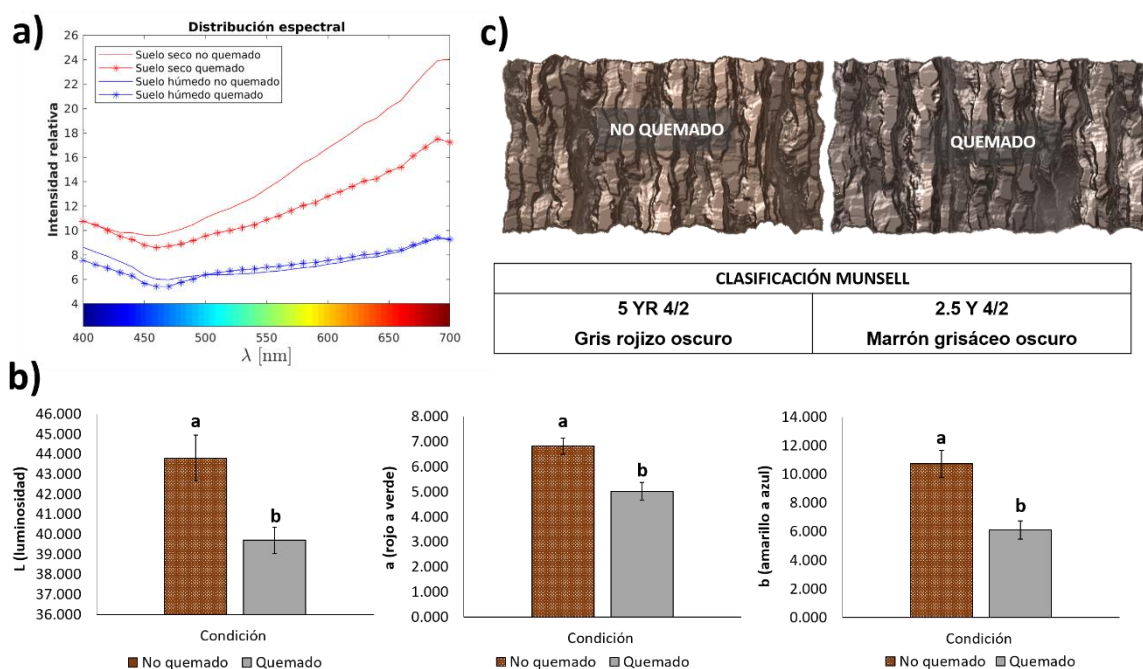 a)
Distribución espectral
Suelo seco no quemado
Suelo seco quemado
Suelo húmedo no quemado
Suelo húmedo quemado
Intensidad relativa
26
24
22
20
18
16
14
12
10
8
6
4
400
450
500
550
600
650
700
λ [nm]
c)
NO QUEMADO
QUEMADO
CLASIFICACIÓN MUNSELL
5 YR 4/2
2.5 Y 4/2
Gris rojizo oscuro
Marrón grisáceo oscuro
b)
L (luminosidad)
46.000
45.000
44.000
43.000
42.000
41.000
40.000
39.000
38.000
37.000
36.000
a
b
Condición
No quemado
Quemado
a (rojo a verde)
8.000
7.000
6.000
5.000
4.000
3.000
2.000
1.000
0.000
a
b
Condición
No quemado
Quemado
b (amarillo a azul)
14.000
12.000
10.000
8.000
6.000
4.000
2.000
0.000
a
b
Condición
No quemado
Quemado